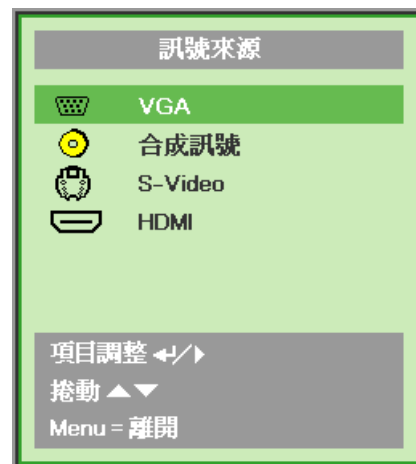 訊號來源
VGA
合成訊號
S-Video
HDMI
項目調整 ↵/▶
捲動 ▲▼
Menu = 離開